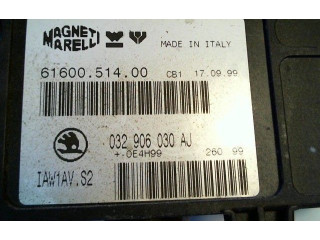 MAGNETI
MARELLI
MADE IN ITALY
61600.514.00 CB1 17.09.99
032 906 030 AJ
+.0E4H99 260 99
IAW1AV.S2